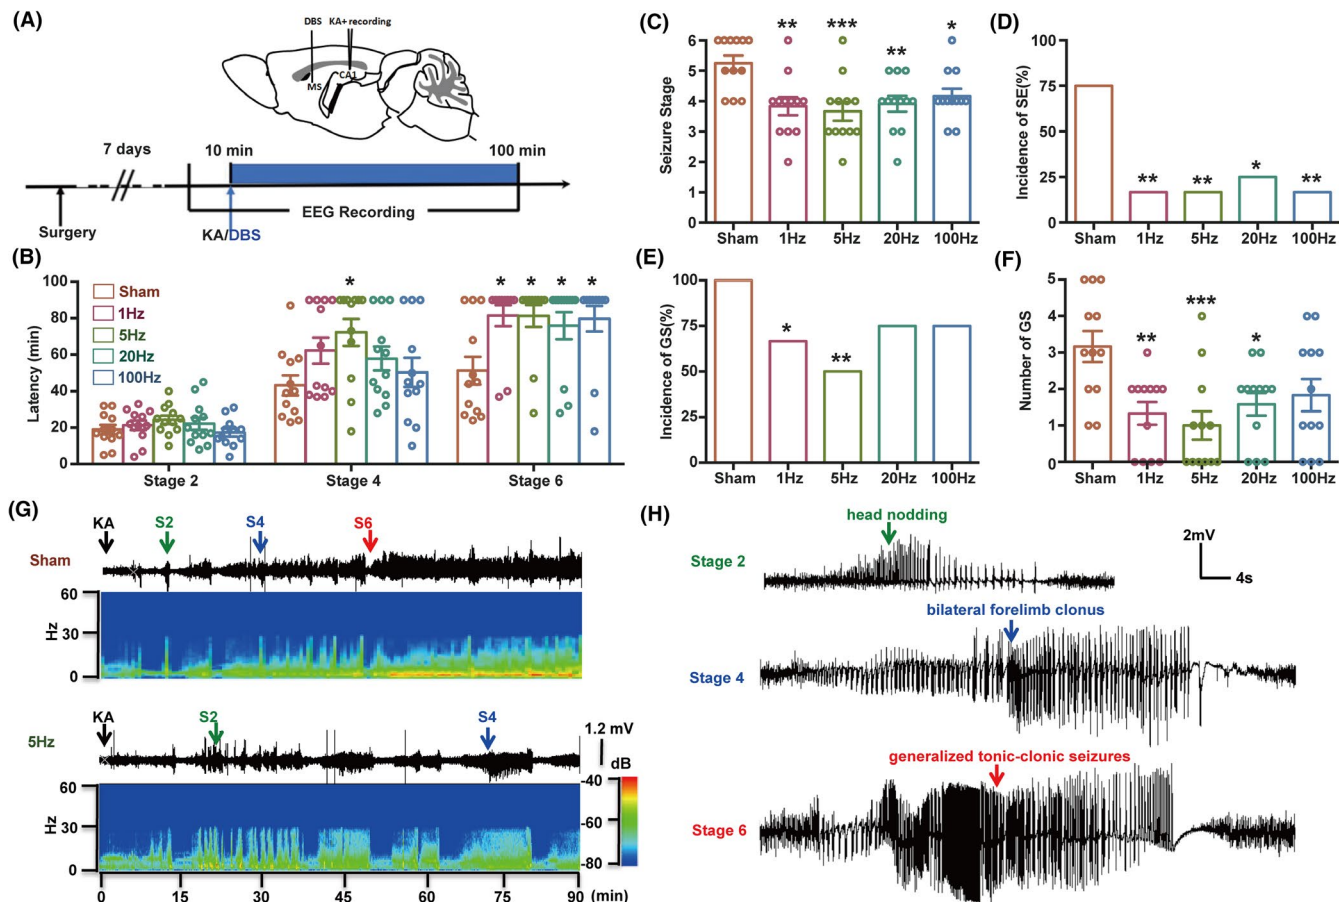 (A)
DBS KA+ recording
CA1
MS
7 days
10 min
100 min
EEG Recording
Surgery
KA/DBS
(B)
Latency (min)
100
80
60
40
20
0
Sham
1Hz
5Hz
20Hz
100Hz
* * * * *
Stage 2 Stage 4 Stage 6
(C)
Seizure Stage
6
5
4
3
2
1
0
** *** ** *
Sham 1Hz 5Hz 20Hz 100Hz
(D)
Incidence of SE(%)
100
75
50
25
0
** ** * **
Sham 1Hz 5Hz 20Hz 100Hz
(E)
Incidence of GS(%)
100
75
50
25
0
* **
Sham 1Hz 5Hz 20Hz 100Hz
(F)
Number of GS
5
4
3
2
1
0
** *** *
Sham 1Hz 5Hz 20Hz 100Hz
(G)
KA S2 S4 S6
Sham
Hz
60
30
0
KA S2 S4
5Hz
1.2 mV
dB
-40
-60
-80
Hz
60
30
0
0 15 30 45 60 75 90 (min)
(H)
head nodding
Stage 2
2mV
4s
bilateral forelimb clonus
Stage 4
generalized tonic-clonic seizures
Stage 6